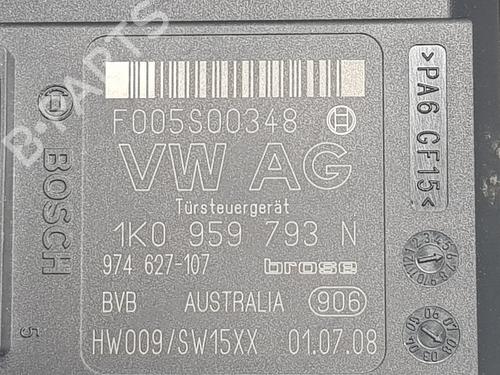 F005S00348
VW AG
Türsteuergerät
1K0 959 793 N
974 627-107 brose
BVB AUSTRALIA 906
HW009/SW15XX 01.07.08
BOSCH
5
>PA6 GF15<
B-PARTS